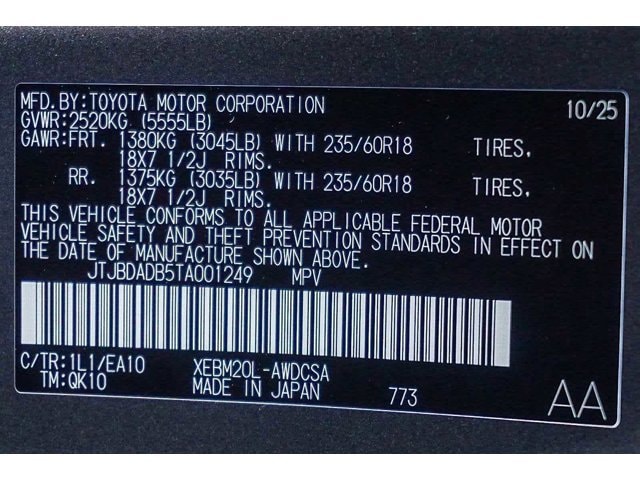 MFD.BY:TOYOTA MOTOR CORPORATION 10/25
GVWR:2520KG (5555LB)
GAWR:FRT. 1380KG (3045LB) WITH 235/60R18 TIRES.
18X7 1/2J RIMS.
RR. 1375KG (3035LB) WITH 235/60R18 TIRES.
18X7 1/2J RIMS.
THIS VEHICLE CONFORMS TO ALL APPLICABLE FEDERAL MOTOR
VEHICLE SAFETY AND THEFT PREVENTION STANDARDS IN EFFECT ON
THE DATE OF MANUFACTURE SHOWN ABOVE.
JTJBDADB5TA001249 MPV
C/TR:1L1/EA10 XEBM20L-AWDCSA
TM:QK10 MADE IN JAPAN 773 AA